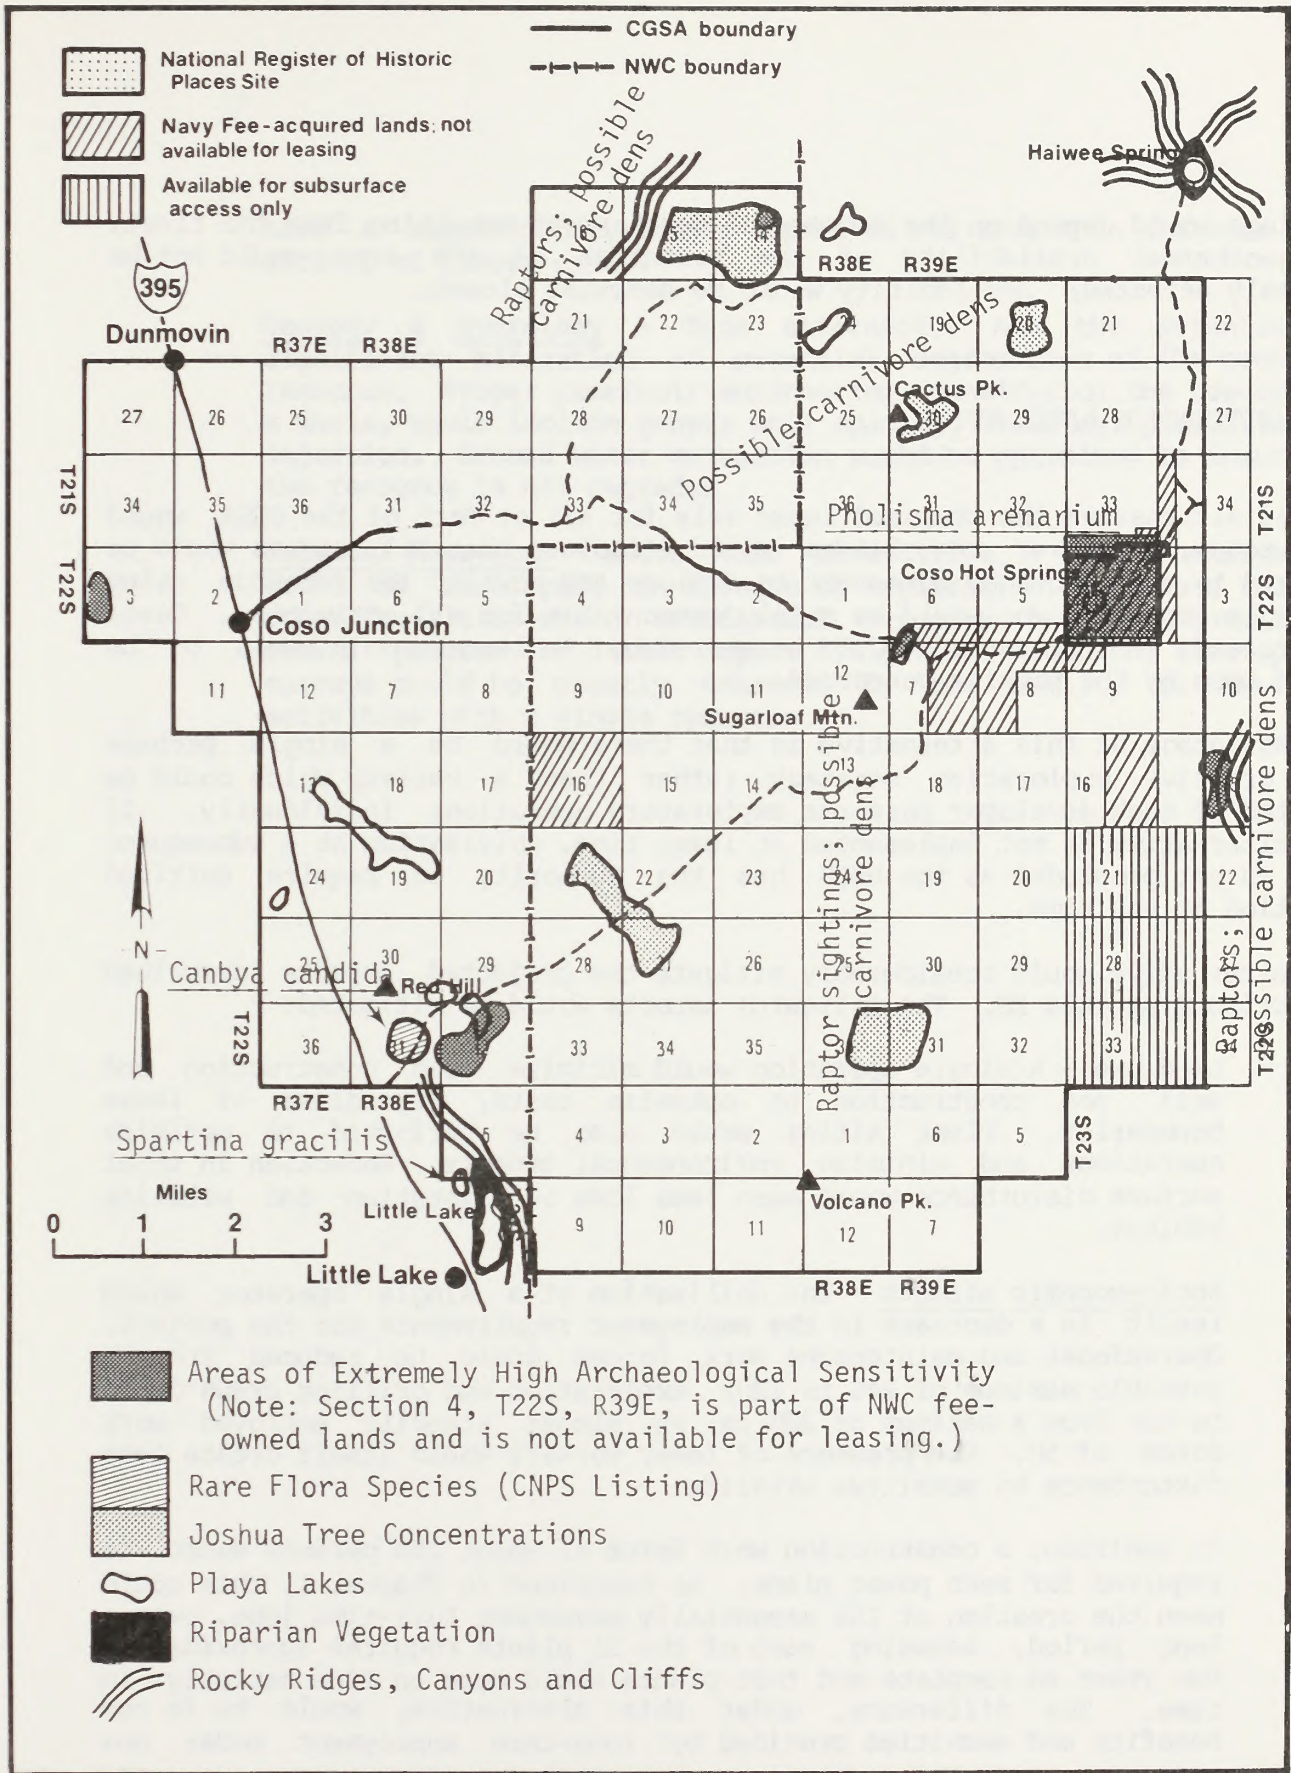 CGSA boundary
NWC boundary
National Register of Historic
Places Site
Navy Fee-acquired lands; not
available for leasing
Available for subsurface
access only
395
Raptors; possible
carnivore dens
Haiwee Spring
R38E R39E
Dunmovin
R37E R38E
21 22 23 24 19 20 21 22
Possible carnivore dens
Cactus Pk.
27 26 25 30 29 28 27 26 25 30 29 28 27
T21S
34 35 36 31 32 33 34 35 36 31 32 33 34
T21S
Pholisma arenarium
T22S
Coso Hot Springs
3 2 1 6 5 4 3 2 1 6 5 3
T22S
Coso Junction
11 12 7 8 9 10 11 12 8 9 10
Sugarloaf Mtn.
13 18 17 16 15 14 13 18 17 16
24 19 20 22 23 24 19 20 21 22
Raptor sightings; possible
carnivore dens
Raptors;
possible carnivore dens
N
25 30 29 28 26 25 30 29 28 27
Canbya candida
Red Hill
T22S
36 33 34 35 31 32 33
T22S
R37E R38E
5 4 3 2 1 6 5
T23S
Spartina gracilis
Miles
0 1 2 3
Little Lake
Volcano Pk.
9 10 11 12 7
Little Lake
R38E R39E
Areas of Extremely High Archaeological Sensitivity
(Note: Section 4, T22S, R39E, is part of NWC fee-
owned lands and is not available for leasing.)
Rare Flora Species (CNPS Listing)
Joshua Tree Concentrations
Playa Lakes
Riparian Vegetation
Rocky Ridges, Canyons and Cliffs